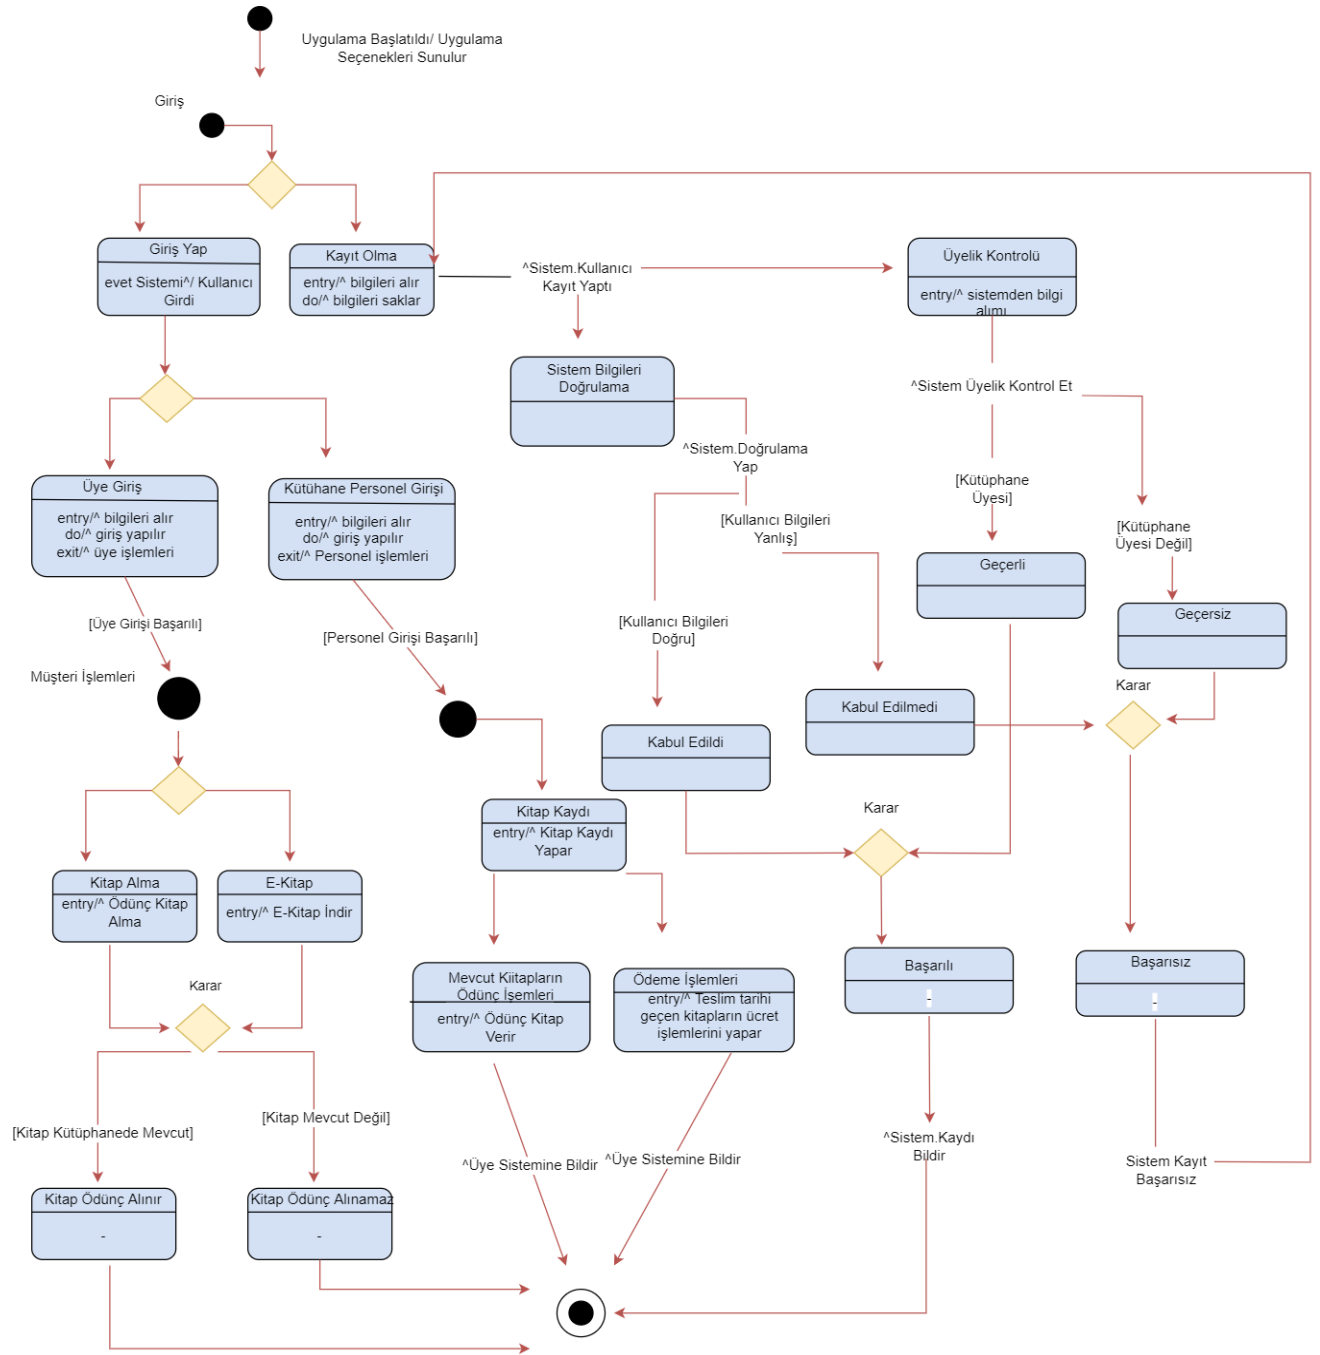 Uygulama Başlatıldı/ Uygulama
Seçenekleri Sunulur
Giriş
Giriş Yap
evet Sistemi^/ Kullanıcı
Girdi
Kayıt Olma
entry/^ bilgileri alır
do/^ bilgileri saklar
^Sistem.Kullanıcı
Kayıt Yaptı
Üyelik Kontrolü
entry/^ sistemden bilgi
alımı
Sistem Bilgileri
Doğrulama
^Sistem Üyelik Kontrol Et
^Sistem.Doğrulama
Yap
Üye Giriş
entry/^ bilgileri alır
do/^ giriş yapılır
exit/^ üye işlemleri
Kütühane Personel Girişi
entry/^ bilgileri alır
do/^ giriş yapılır
exit/^ Personel işlemleri
[Kütüphane
Üyesi]
[Kullanıcı Bilgileri
Yanlış]
[Kütüphane
Üyesi Değil]
Geçerli
Geçersiz
[Üye Girişi Başarılı]
[Personel Girişi Başarılı]
[Kullanıcı Bilgileri
Doğru]
Müşteri İşlemleri
Karar
Kabul Edilmedi
Kabul Edildi
Karar
Kitap Kaydı
entry/^ Kitap Kaydı
Yapar
Kitap Alma
entry/^ Ödünç Kitap
Alma
E-Kitap
entry/^ E-Kitap İndir
Karar
Mevcut Kiitapların
Ödünç İşemleri
entry/^ Ödünç Kitap
Verir
Ödeme İşlemleri
entry/^ Teslim tarihi
geçen kitapların ücret
işlemlerini yapar
Başarılı
-
Başarısız
-
[Kitap Mevcut Değil]
[Kitap Kütüphanede Mevcut]
^Üye Sistemine Bildir
^Üye Sistemine Bildir
^Sistem.Kaydı
Bildir
Sistem Kayıt
Başarısız
Kitap Ödünç Alınır
-
Kitap Ödünç Alınamaz
-